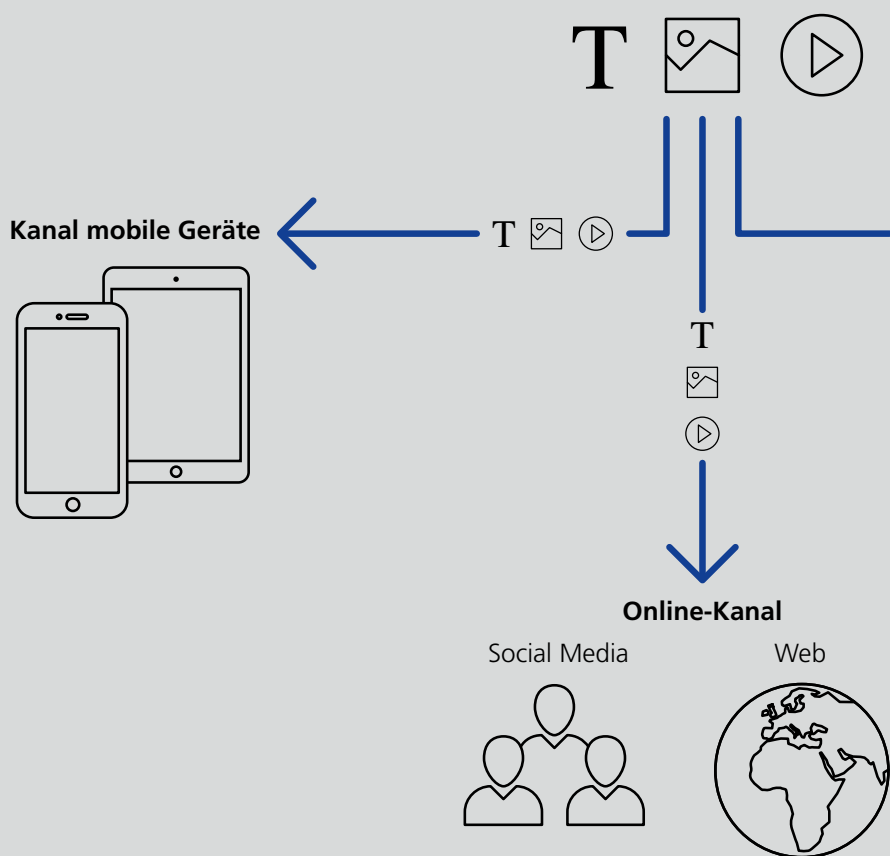 T
Kanal mobile Geräte
T
T
Online-Kanal
Social Media
Web